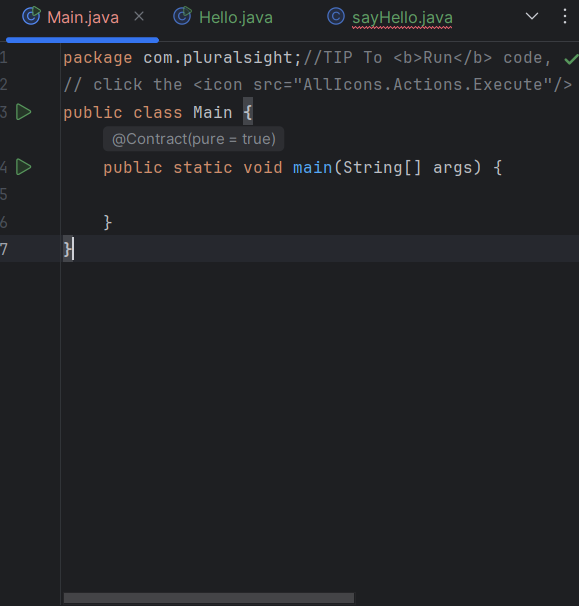 Main.java Hello.java sayHello.java
1 package com.pluralsight;//TIP To <b>Run</b> code,
2 // click the <icon src="AllIcons.Actions.Execute"/>
3 public class Main {
@Contract(pure = true)
4 public static void main(String[] args) {
5
6 }
7 }